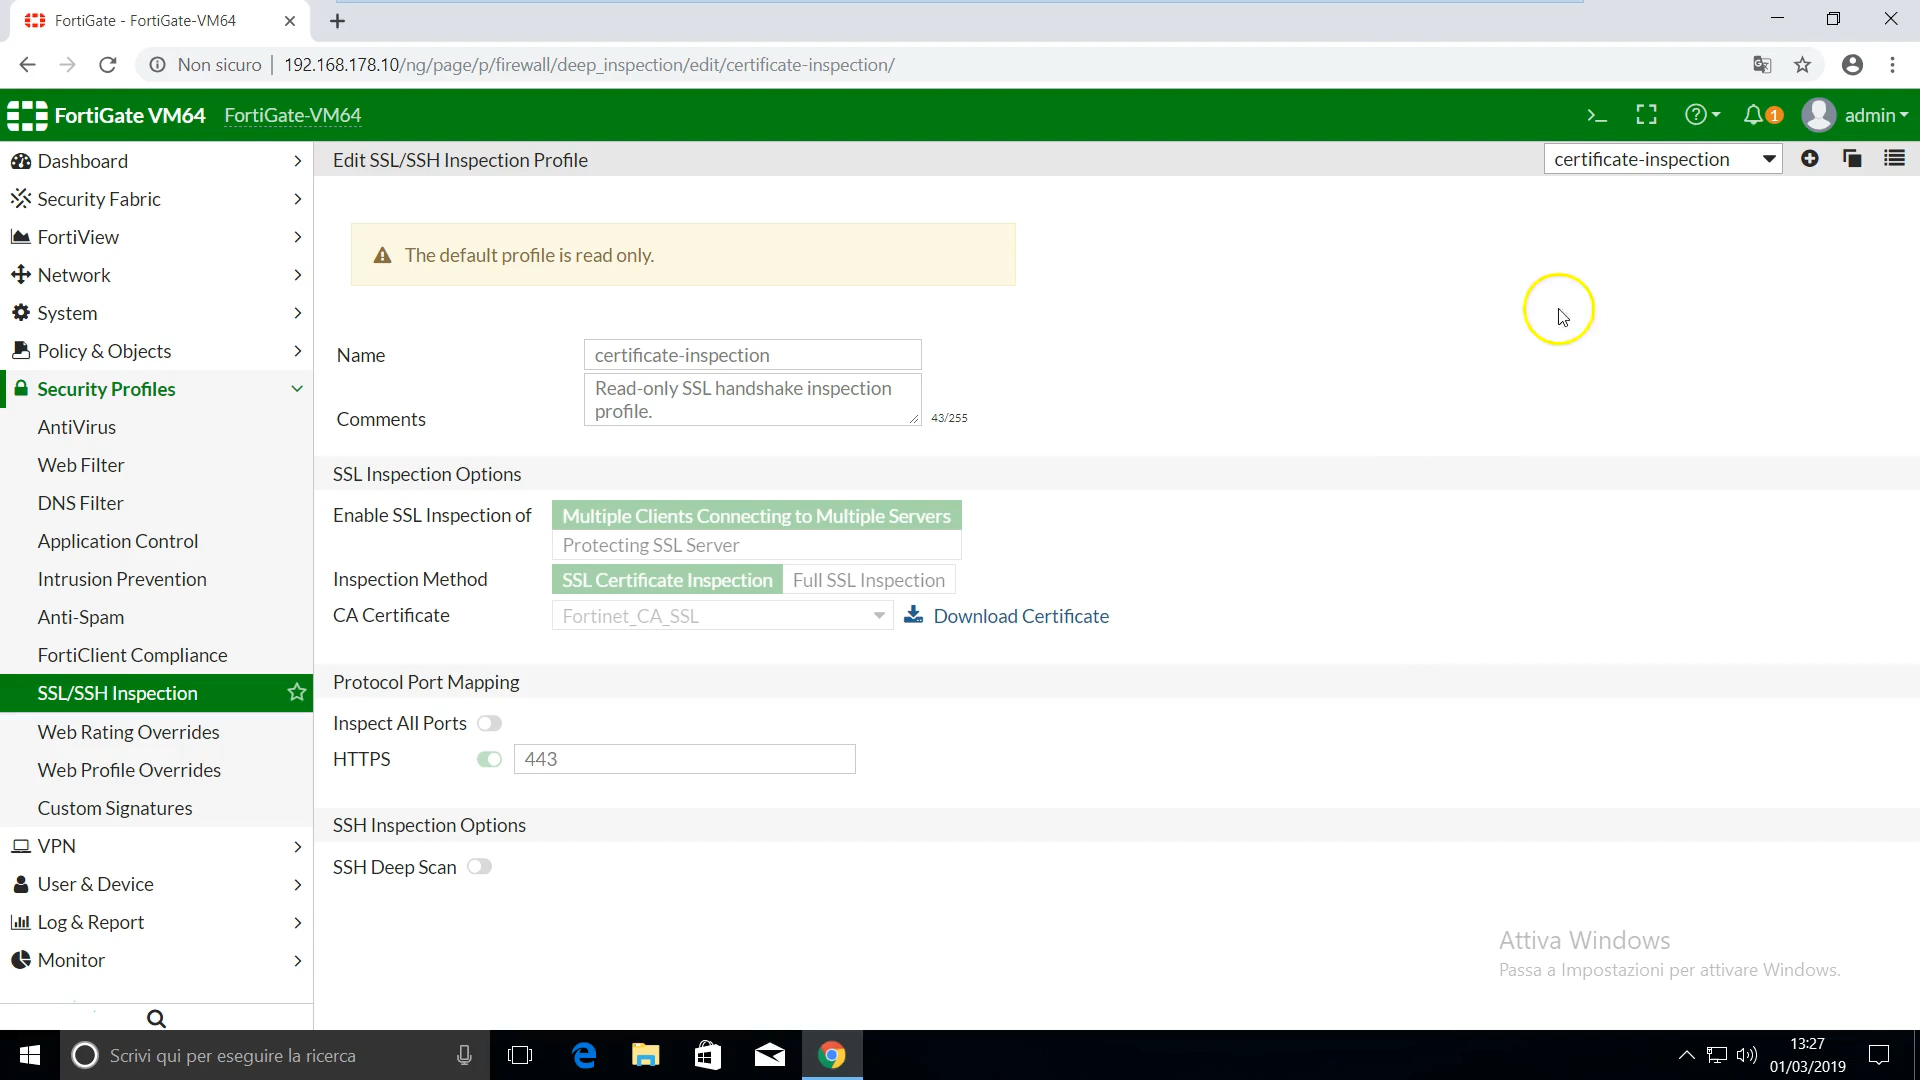 FortiGate - FortiGate-VM64
Non sicuro | 192.168.178.10/ng/page/p/firewall/deep_inspection/edit/certificate-inspection/
FortiGate VM64 FortiGate-VM64
1 admin
Dashboard
Security Fabric
FortiView
Network
System
Policy & Objects
Security Profiles
AntiVirus
Web Filter
DNS Filter
Application Control
Intrusion Prevention
Anti-Spam
FortiClient Compliance
SSL/SSH Inspection
Web Rating Overrides
Web Profile Overrides
Custom Signatures
VPN
User & Device
Log & Report
Monitor
Edit SSL/SSH Inspection Profile
certificate-inspection
The default profile is read only.
Name certificate-inspection
Comments Read-only SSL handshake inspection
profile.
43/255
SSL Inspection Options
Enable SSL Inspection of Multiple Clients Connecting to Multiple Servers
Protecting SSL Server
Inspection Method SSL Certificate Inspection Full SSL Inspection
CA Certificate Fortinet_CA_SSL Download Certificate
Protocol Port Mapping
Inspect All Ports
HTTPS 443
SSH Inspection Options
SSH Deep Scan
Attiva Windows
Passa a Impostazioni per attivare Windows.
Scrivi qui per eseguire la ricerca
13:27
01/03/2019